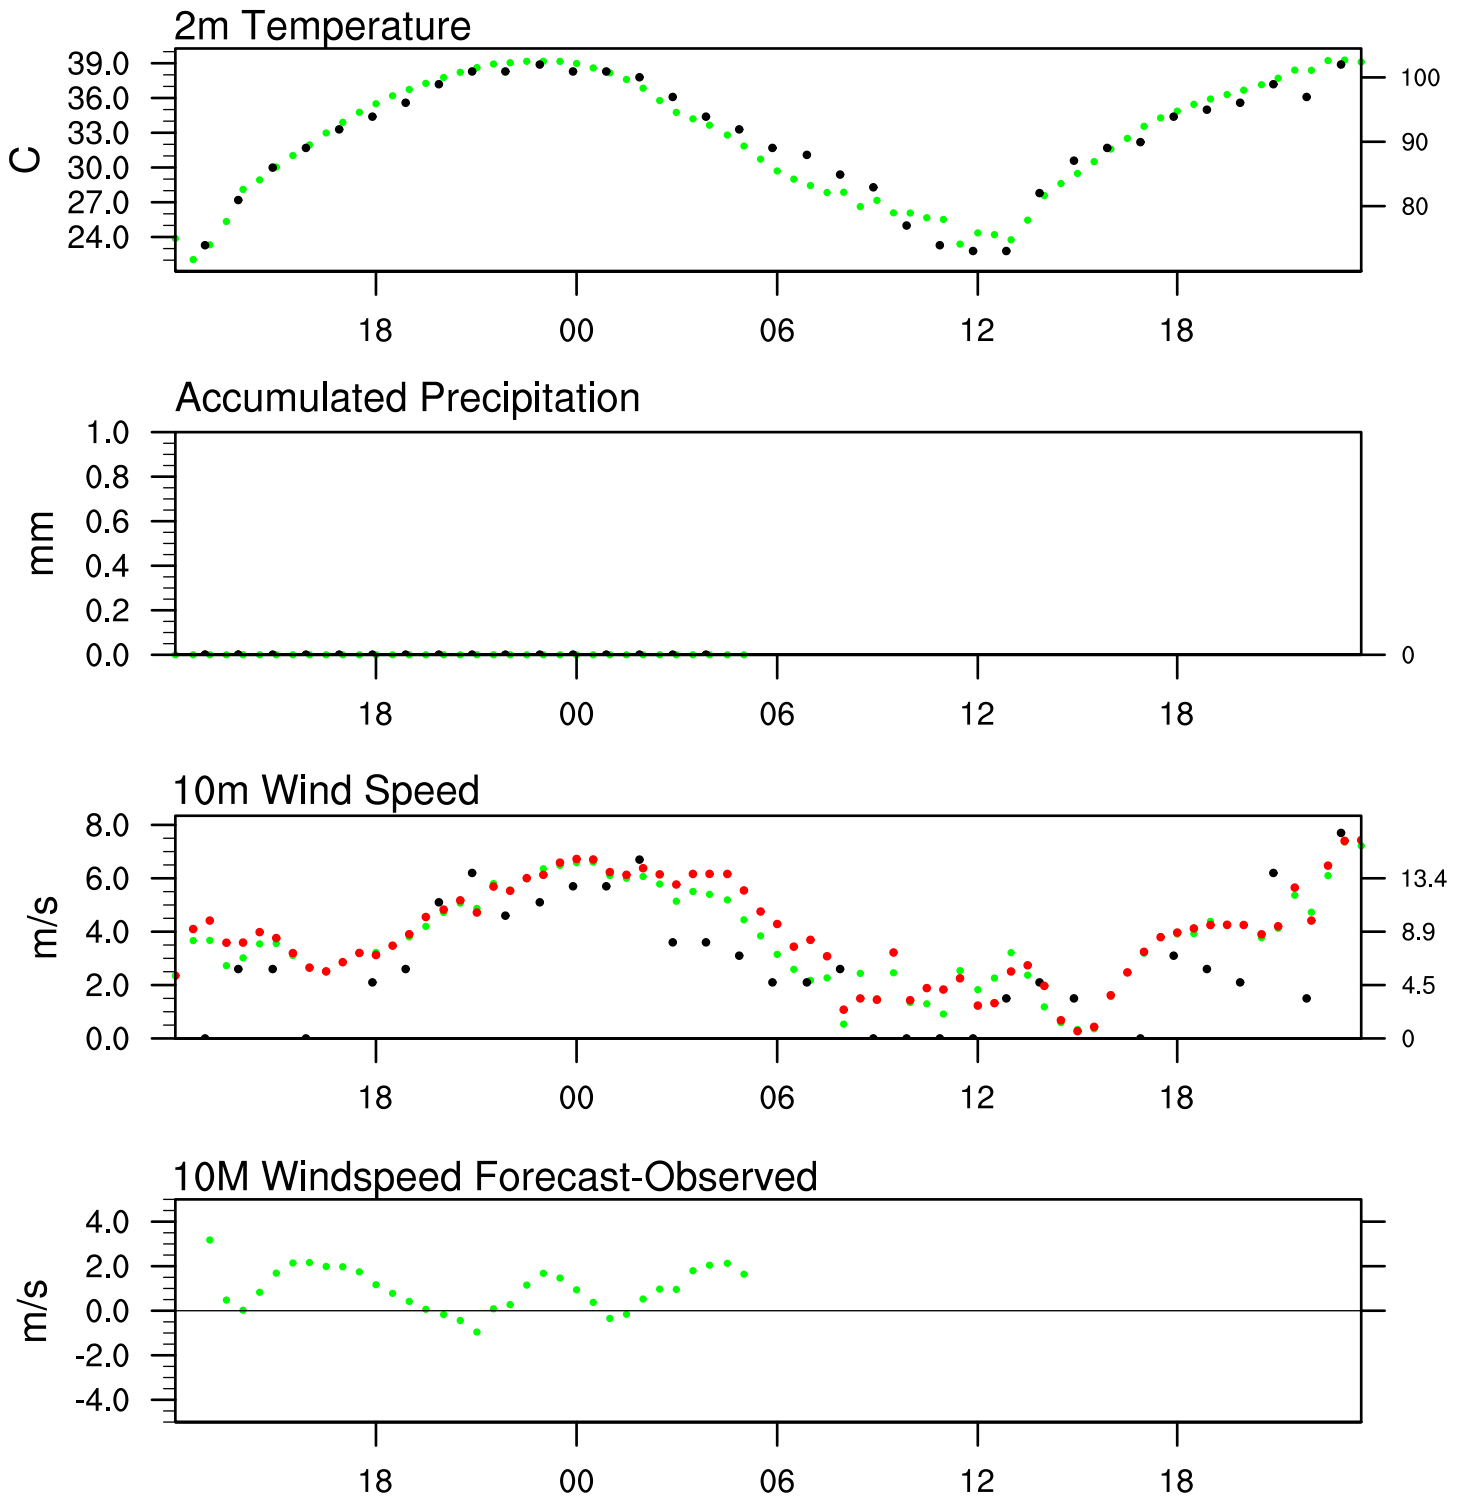 2m Temperature
39.0
36.0
33.0
30.0
27.0
24.0
C
100
90
80
18 00 06 12 18
Accumulated Precipitation
1.0
0.8
0.6
0.4
0.2
0.0
mm
0
18 00 06 12 18
10m Wind Speed
8.0
6.0
4.0
2.0
0.0
m/s
13.4
8.9
4.5
0
18 00 06 12 18
10M Windspeed Forecast-Observed
4.0
2.0
0.0
-2.0
-4.0
m/s
18 00 06 12 18